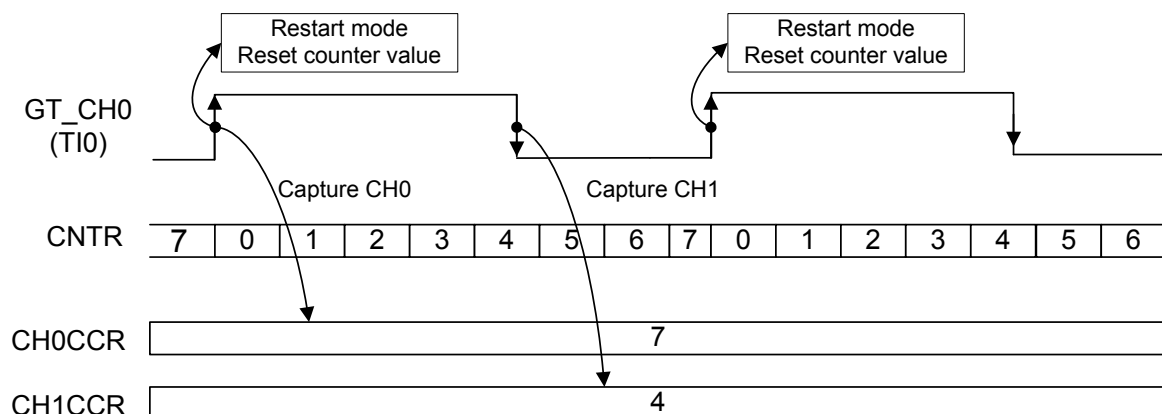 Restart mode
Reset counter value
Restart mode
Reset counter value
GT_CH0
(TI0)
Capture CH0
Capture CH1
CNTR 7 0 1 2 3 4 5 6 7 0 1 2 3 4 5 6
CH0CCR 7
CH1CCR 4